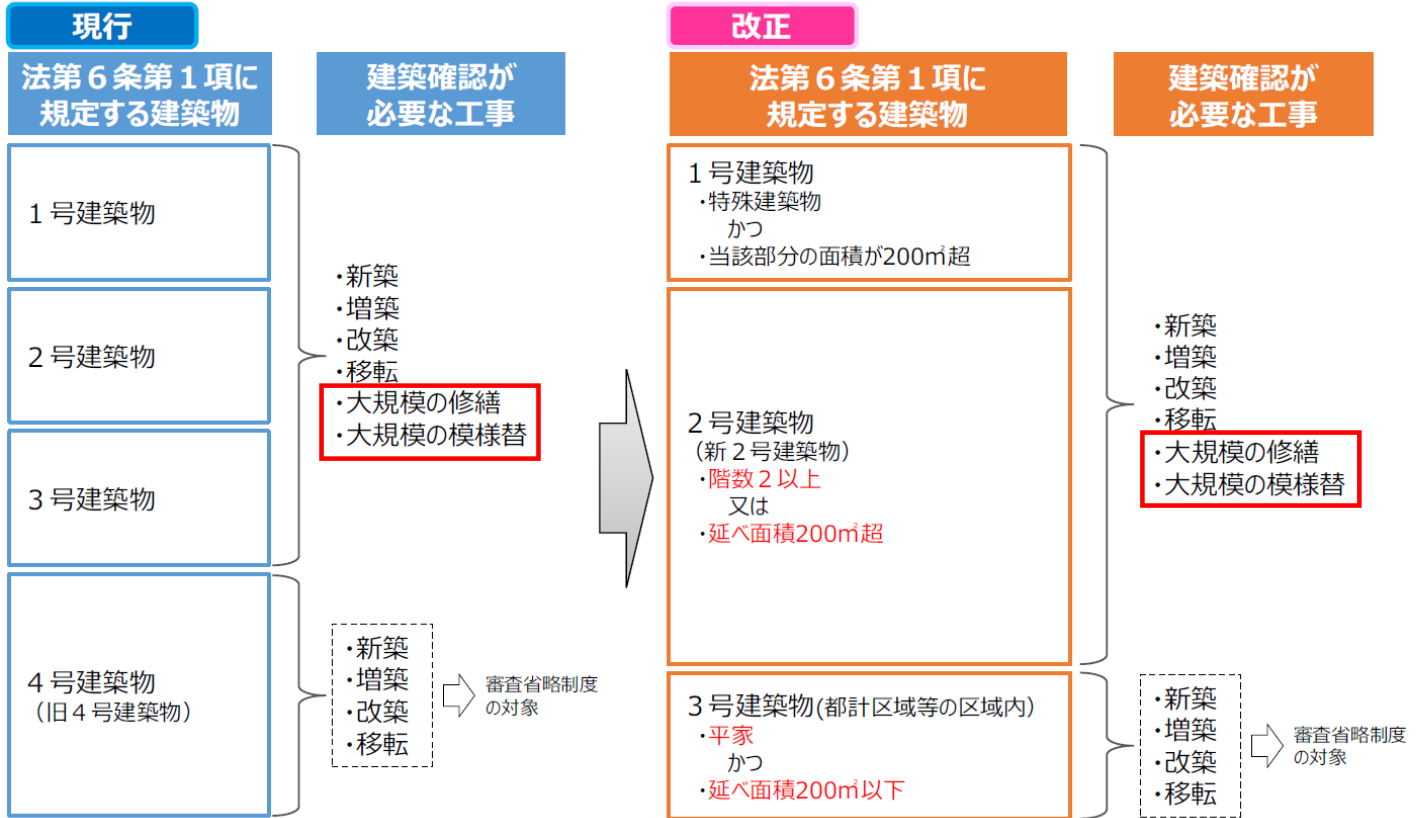 現行
法第６条第１項に
規定する建築物
建築確認が
必要な工事
１号建築物
２号建築物
３号建築物
・新築
・増築
・改築
・移転
・大規模の修繕
・大規模の模様替
４号建築物
（旧４号建築物）
・新築
・増築
・改築
・移転
審査省略制度
の対象
改正
法第６条第１項に
規定する建築物
建築確認が
必要な工事
１号建築物
・特殊建築物
かつ
・当該部分の面積が200㎡超
２号建築物
（新２号建築物）
・階数２以上
又は
・延べ面積200㎡超
・新築
・増築
・改築
・移転
・大規模の修繕
・大規模の模様替
３号建築物(都計区域等の区域内）
・平家
かつ
・延べ面積200㎡以下
・新築
・増築
・改築
・移転
審査省略制度
の対象